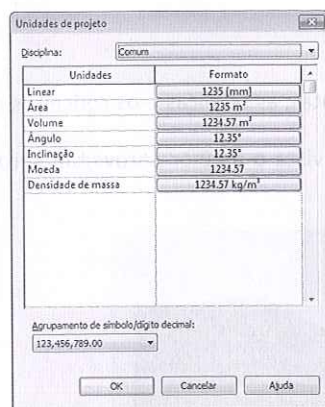 Unidades de projeto
Disciplina: Comum
Unidades Formato
Linear 1235 [mm]
Área 1235 m²
Volume 1234.57 m³
Ângulo 12.35°
Inclinação 12.35°
Moeda 1234.57
Densidade de massa 1234.57 kg/m³
Agrupamento de símbolo/dígito decimal:
123,456,789.00
OK Cancelar Ajuda